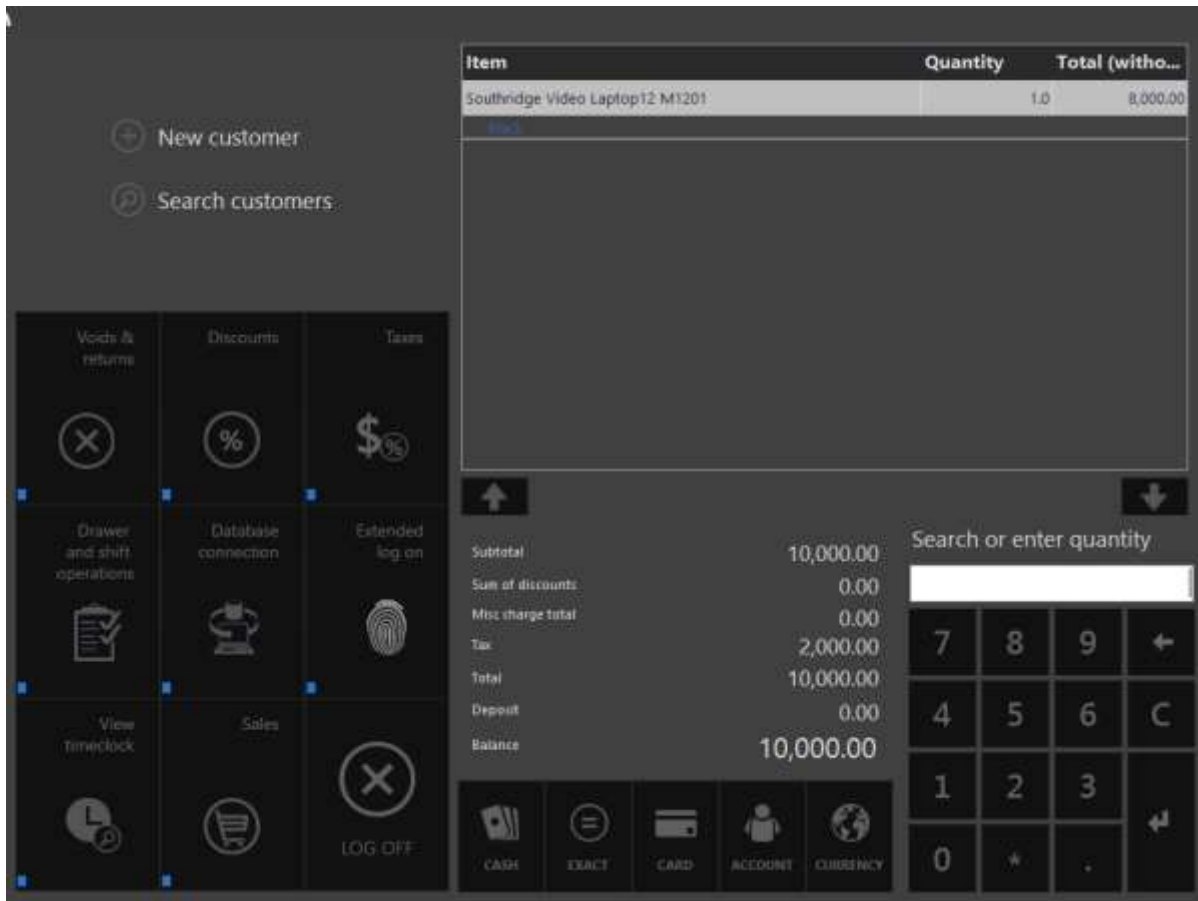 Item Quantity Total (witho...
Southridge Video Laptop12 M1201 1.0 8,000.00
Black
New customer
Search customers
Voids &
returns
Discounts
Taxes
Drawer
and shift
operations
Database
connection
Extended
log on
View
timeclock
Sales
LOG OFF
Subtotal 10,000.00
Sum of discounts 0.00
Misc charge total 0.00
Tax 2,000.00
Total 10,000.00
Deposit 0.00
Balance 10,000.00
CASH EXACT CARD ACCOUNT CURRENCY
Search or enter quantity
7 8 9
4 5 6 C
1 2 3
0 * .